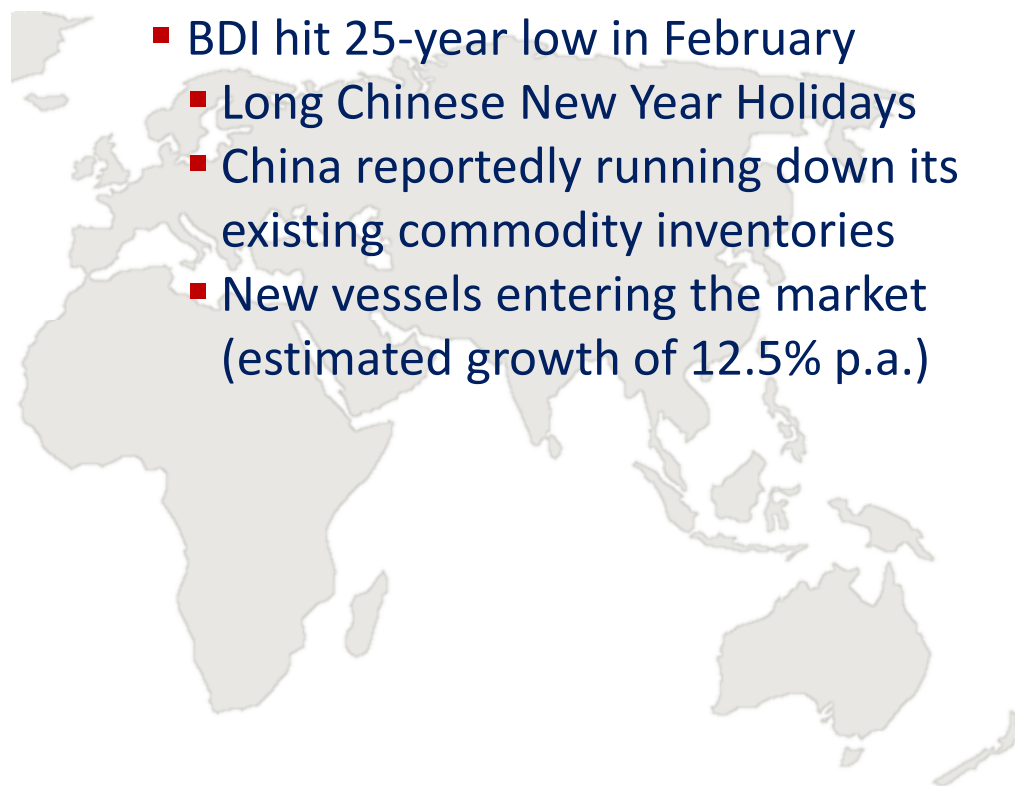 ▪ BDI hit 25-year low in February
▪ Long Chinese New Year Holidays
▪ China reportedly running down its
existing commodity inventories
▪ New vessels entering the market
(estimated growth of 12.5% p.a.)